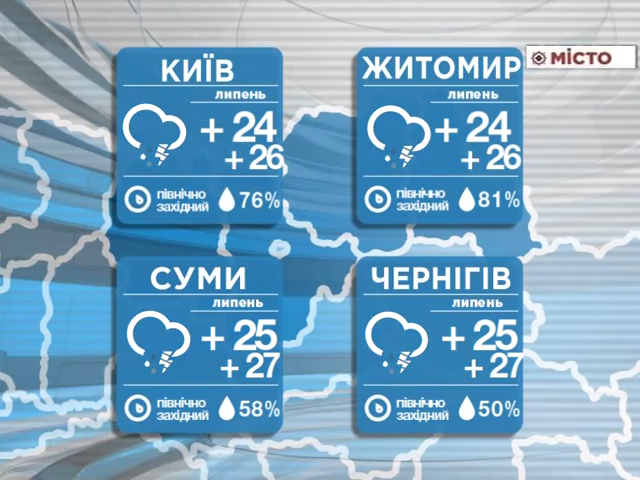 КИЇВ
липень
+ 24
+ 26
північно
західний
76%
ЖИТОМИР
липень
+ 24
+ 26
північно
західний
81%
МІСТО
СУМИ
липень
+ 25
+ 27
північно
західний
58%
ЧЕРНІГІВ
липень
+ 25
+ 27
північно
західний
50%